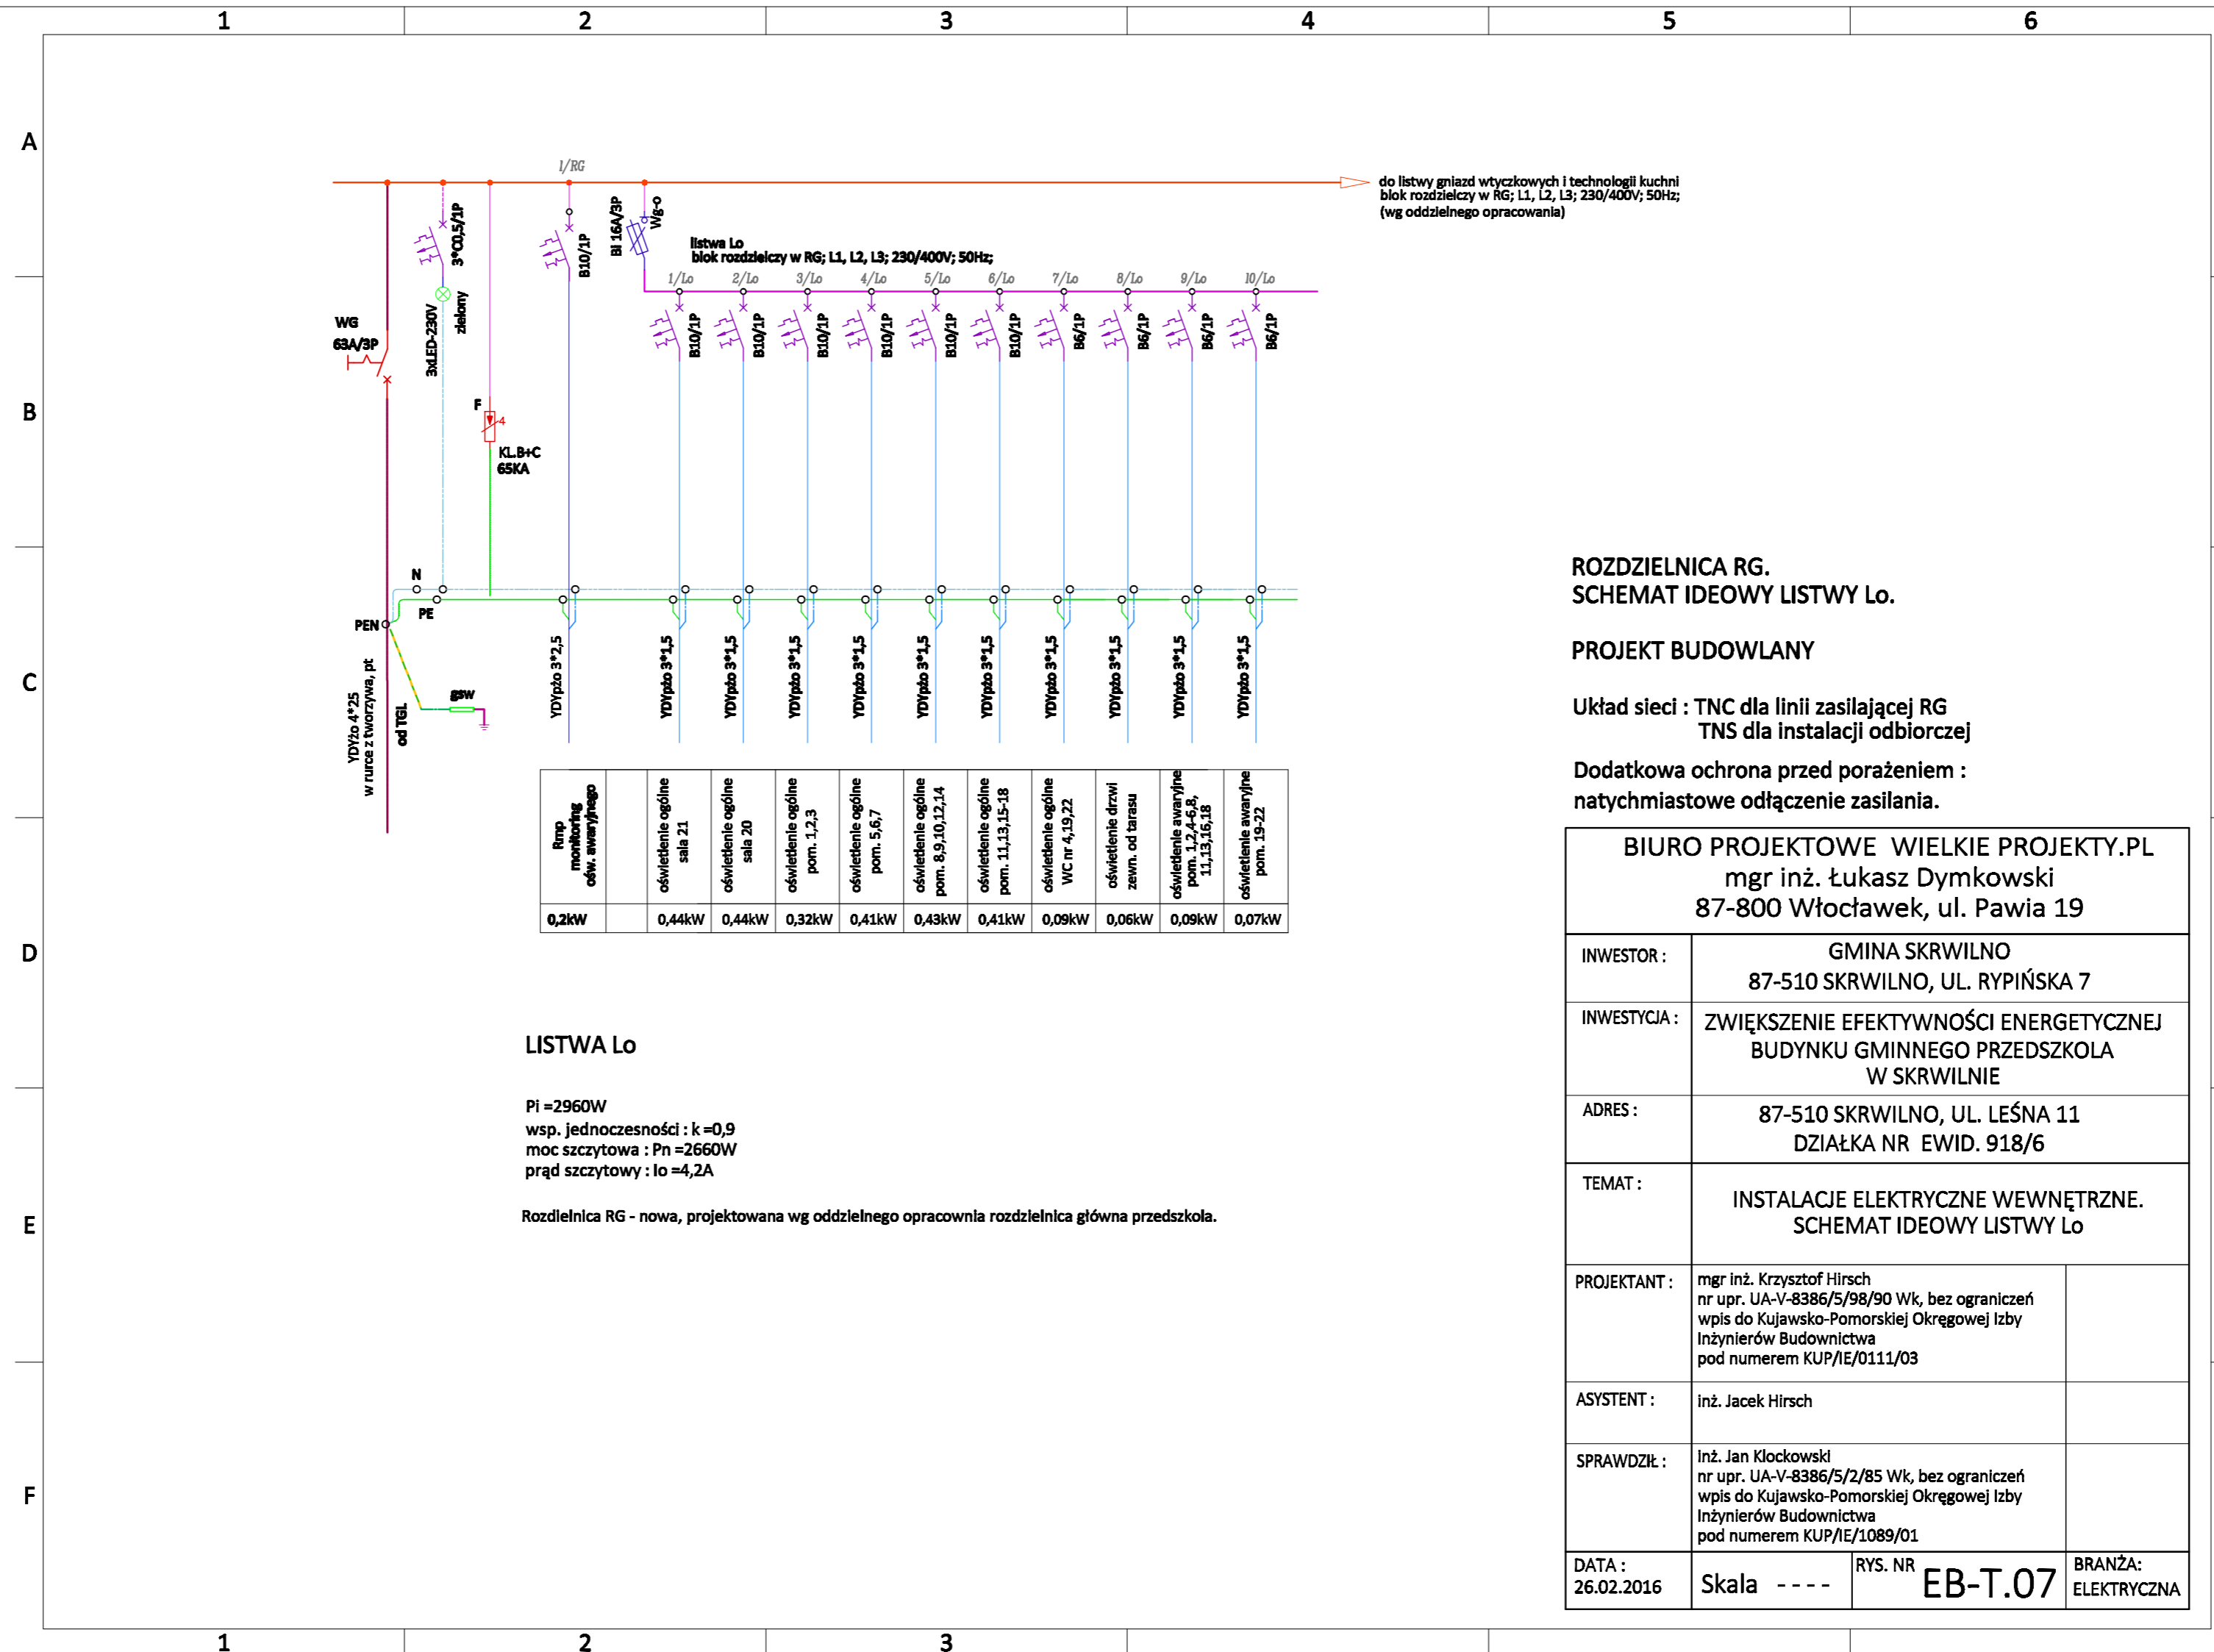 1 2 3 4 5 6
A
B
C
D
E
F
1/RG
do listwy gniazd wtyczkowych i technologii kuchni
blok rozdzielczy w RG; L1, L2, L3; 230/400V; 50Hz;
(wg oddzielnego opracowania)
3*C0,5/1P
B10/1P
BI 16A/3P
Wg-o
listwa Lo
blok rozdzielczy w RG; L1, L2, L3; 230/400V; 50Hz;
1/Lo 2/Lo 3/Lo 4/Lo 5/Lo 6/Lo 7/Lo 8/Lo 9/Lo 10/Lo
B10/1P B10/1P B10/1P B10/1P B10/1P B10/1P B6/1P B6/1P B6/1P B6/1P
WG
63A/3P
3xLED-230V
zielony
F
4
KL.B+C
65KA
N
PE
PEN
YDYżo 4*25
w rurce z tworzywa, pt
od TGL
gsw
YDYpżo 3*2,5
YDYpżo 3*1,5 YDYpżo 3*1,5 YDYpżo 3*1,5 YDYpżo 3*1,5 YDYpżo 3*1,5 YDYpżo 3*1,5 YDYpżo 3*1,5 YDYpżo 3*1,5 YDYpżo 3*1,5 YDYpżo 3*1,5
Rmp
monitoring
ośw. awaryjnego
oświetlenie ogólne
sala 21
oświetlenie ogólne
sala 20
oświetlenie ogólne
pom. 1,2,3
oświetlenie ogólne
pom. 5,6,7
oświetlenie ogólne
pom. 8,9,10,12,14
oświetlenie ogólne
pom. 11,13,15-18
oświetlenie ogólne
WC nr 4,19,22
oświetlenie drzwi
zewn. od tarasu
oświetlenie awaryjne
pom. 1,2,4-6,8,
11,13,16,18
oświetlenie awaryjne
pom. 19-22
0,2kW 0,44kW 0,44kW 0,32kW 0,41kW 0,43kW 0,41kW 0,09kW 0,06kW 0,09kW 0,07kW
LISTWA Lo
Pi =2960W
wsp. jednoczesności : k =0,9
moc szczytowa : Pn =2660W
prąd szczytowy : Io =4,2A
Rozdielnica RG - nowa, projektowana wg oddzielnego opracownia rozdzielnica główna przedszkola.
ROZDZIELNICA RG.
SCHEMAT IDEOWY LISTWY Lo.
PROJEKT BUDOWLANY
Układ sieci : TNC dla linii zasilającej RG
TNS dla instalacji odbiorczej
Dodatkowa ochrona przed porażeniem :
natychmiastowe odłączenie zasilania.
BIURO PROJEKTOWE WIELKIE PROJEKTY.PL
mgr inż. Łukasz Dymkowski
87-800 Włocławek, ul. Pawia 19
INWESTOR :
GMINA SKRWILNO
87-510 SKRWILNO, UL. RYPIŃSKA 7
INWESTYCJA :
ZWIĘKSZENIE EFEKTYWNOŚCI ENERGETYCZNEJ
BUDYNKU GMINNEGO PRZEDSZKOLA
W SKRWILNIE
ADRES :
87-510 SKRWILNO, UL. LEŚNA 11
DZIAŁKA NR EWID. 918/6
TEMAT :
INSTALACJE ELEKTRYCZNE WEWNĘTRZNE.
SCHEMAT IDEOWY LISTWY Lo
PROJEKTANT :
mgr inż. Krzysztof Hirsch
nr upr. UA-V-8386/5/98/90 Wk, bez ograniczeń
wpis do Kujawsko-Pomorskiej Okręgowej Izby
Inżynierów Budownictwa
pod numerem KUP/IE/0111/03
ASYSTENT :
inż. Jacek Hirsch
SPRAWDZIŁ :
inż. Jan Klockowski
nr upr. UA-V-8386/5/2/85 Wk, bez ograniczeń
wpis do Kujawsko-Pomorskiej Okręgowej Izby
Inżynierów Budownictwa
pod numerem KUP/IE/1089/01
DATA :
26.02.2016
Skala ----
RYS. NR EB-T.07
BRANŻA:
ELEKTRYCZNA
1 2 3